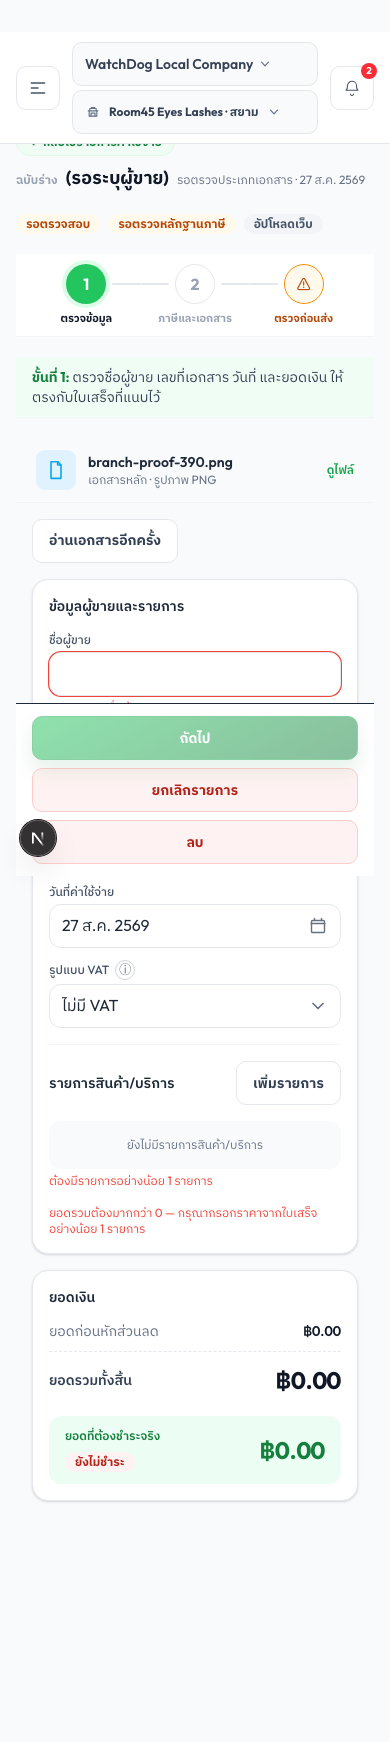 WatchDog Local Company
2
Room45 Eyes Lashes · สยาม
ฉบับร่าง (รอระบุผู้ขาย) รอตรวจประเภทเอกสาร · 27 ส.ค. 2569
รอตรวจสอบ รอตรวจหลักฐานภาษี อัปโหลดเว็บ
1 2
ตรวจข้อมูล ภาษีและเอกสาร ตรวจก่อนส่ง
ขั้นที่ 1: ตรวจชื่อผู้ขาย เลขที่เอกสาร วันที่ และยอดเงิน ให้
ตรงกับใบเสร็จที่แนบไว้
branch-proof-390.png
เอกสารหลัก · รูปภาพ PNG
ดูไฟล์
อ่านเอกสารอีกครั้ง
ข้อมูลผู้ขายและรายการ
ชื่อผู้ขาย
ถัดไป
ยกเลิกรายการ
ลบ
N
วันที่ค่าใช้จ่าย
27 ส.ค. 2569
รูปแบบ VAT
ไม่มี VAT
รายการสินค้า/บริการ เพิ่มรายการ
ยังไม่มีรายการสินค้า/บริการ
ต้องมีรายการอย่างน้อย 1 รายการ
ยอดรวมต้องมากกว่า 0 — กรุณากรอกราคาจากใบเสร็จ
อย่างน้อย 1 รายการ
ยอดเงิน
ยอดก่อนหักส่วนลด ฿0.00
ยอดรวมทั้งสิ้น ฿0.00
ยอดที่ต้องชำระจริง
ยังไม่ชำระ
฿0.00